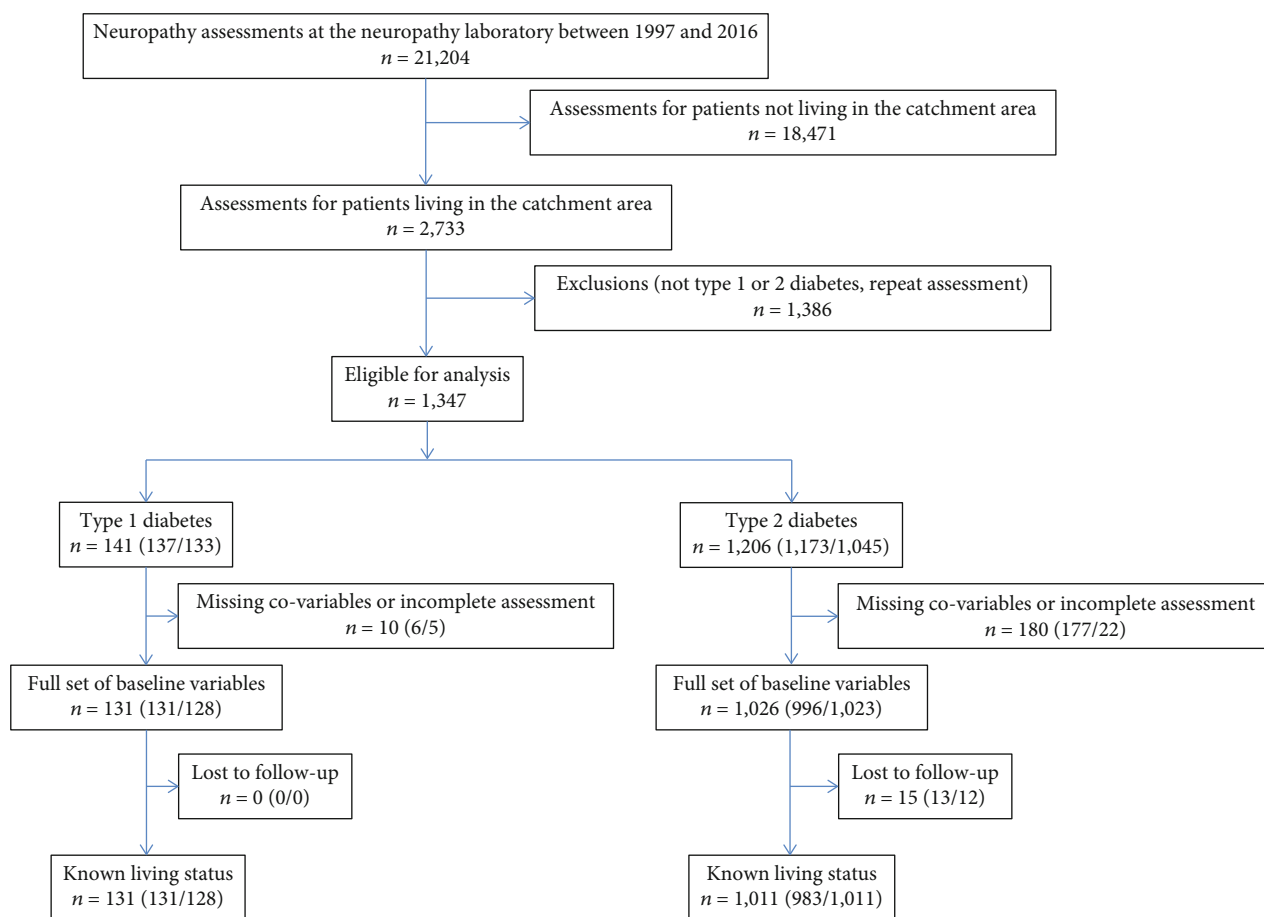 Neuropathy assessments at the neuropathy laboratory between 1997 and 2016
n = 21,204
Assessments for patients not living in the catchment area
n = 18,471
Assessments for patients living in the catchment area
n = 2,733
Exclusions (not type 1 or 2 diabetes, repeat assessment)
n = 1,386
Eligible for analysis
n = 1,347
Type 1 diabetes
n = 141 (137/133)
Missing co-variables or incomplete assessment
n = 10 (6/5)
Full set of baseline variables
n = 131 (131/128)
Lost to follow-up
n = 0 (0/0)
Known living status
n = 131 (131/128)
Type 2 diabetes
n = 1,206 (1,173/1,045)
Missing co-variables or incomplete assessment
n = 180 (177/22)
Full set of baseline variables
n = 1,026 (996/1,023)
Lost to follow-up
n = 15 (13/12)
Known living status
n = 1,011 (983/1,011)